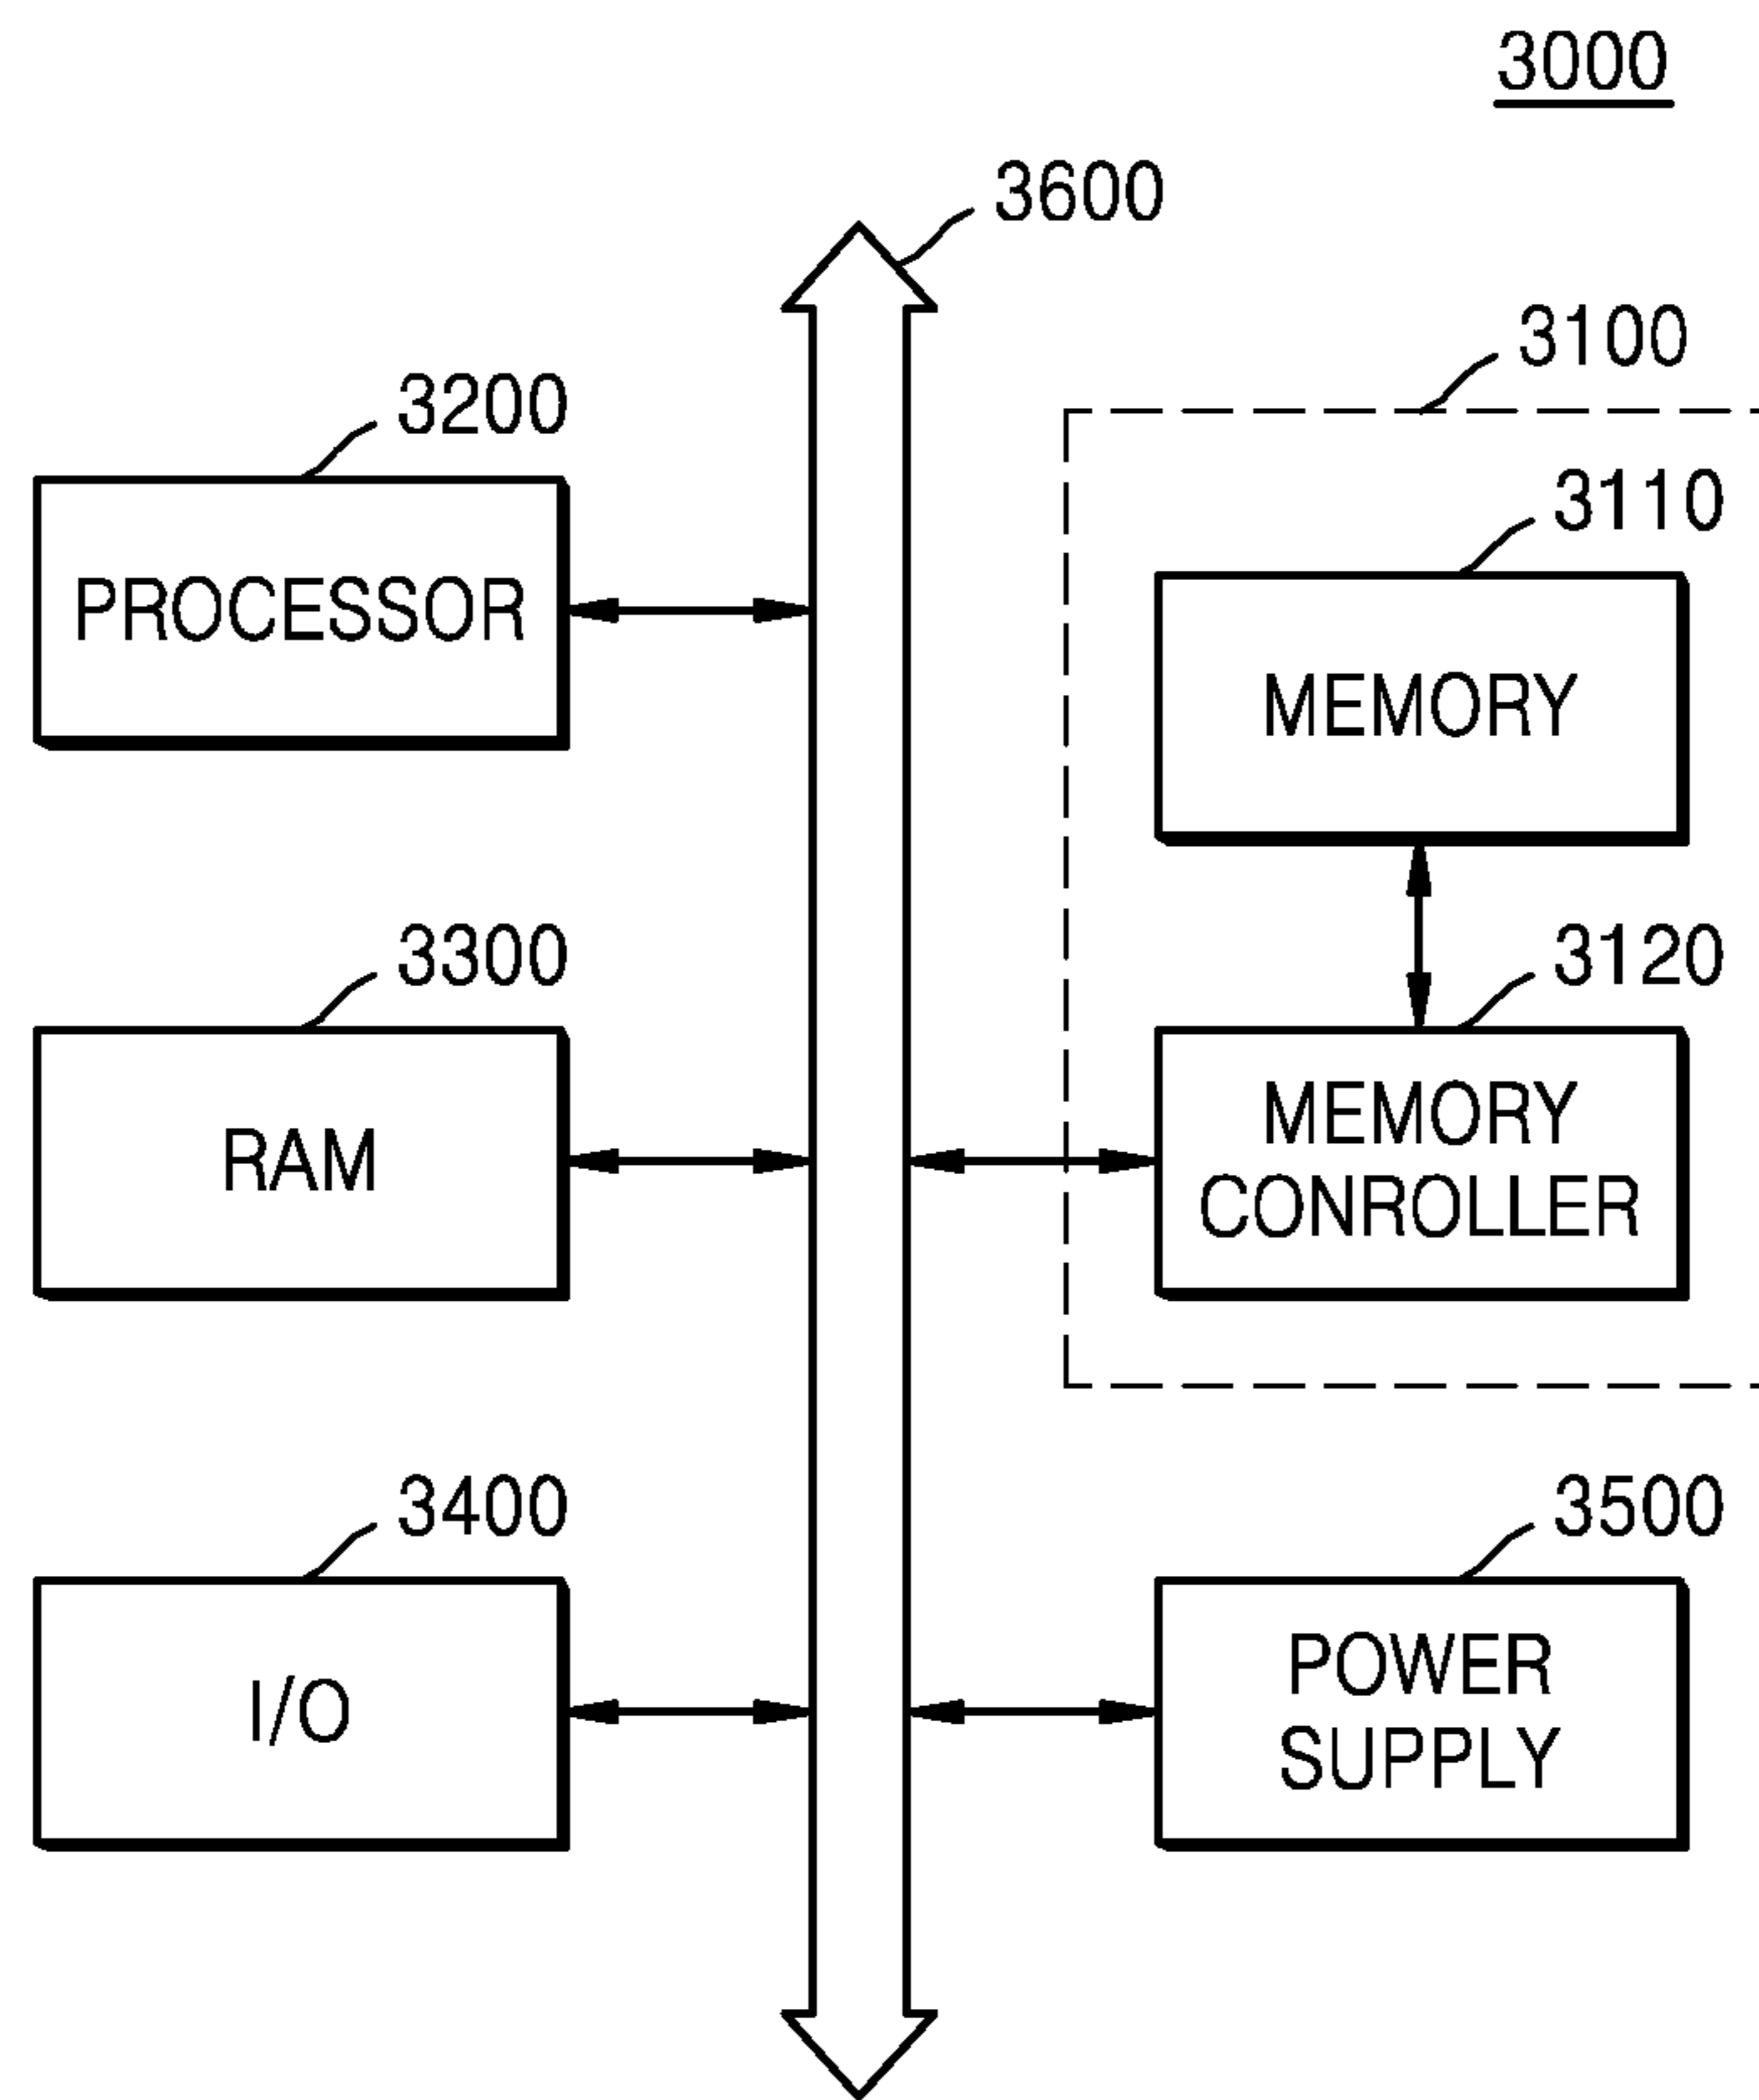 3000
3600
3100
3200
3110
PROCESSOR
MEMORY
3300
3120
RAM
MEMORY
CONROLLER
3400
3500
I/O
POWER
SUPPLY